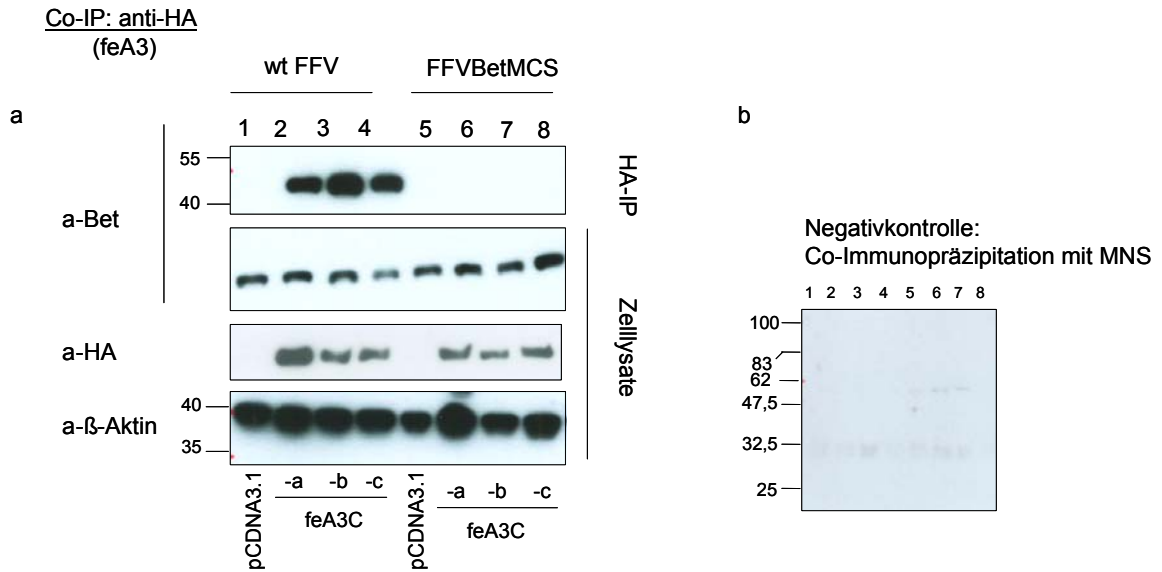 Co-IP: anti-HA
(feA3)
wt FFV
FFVBetMCS
a
b
1 2 3 4 5 6 7 8
55
40
a-Bet
HA-IP
Zelllysate
a-HA
40
35
a-ß-Aktin
pCDNA3.1
-a -b -c
feA3C
pCDNA3.1
-a -b -c
feA3C
Negativkontrolle:
Co-Immunopräzipitation mit MNS
1 2 3 4 5 6 7 8
100
83
62
47,5
32,5
25